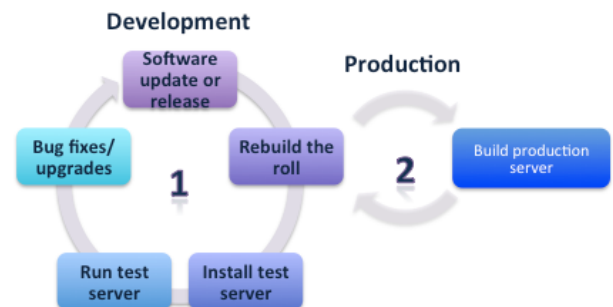 Development
Software
update or
release
Production
Bug fixes/
upgrades
1
Rebuild the
roll
2
Build production
server
Run test
server
Install test
server